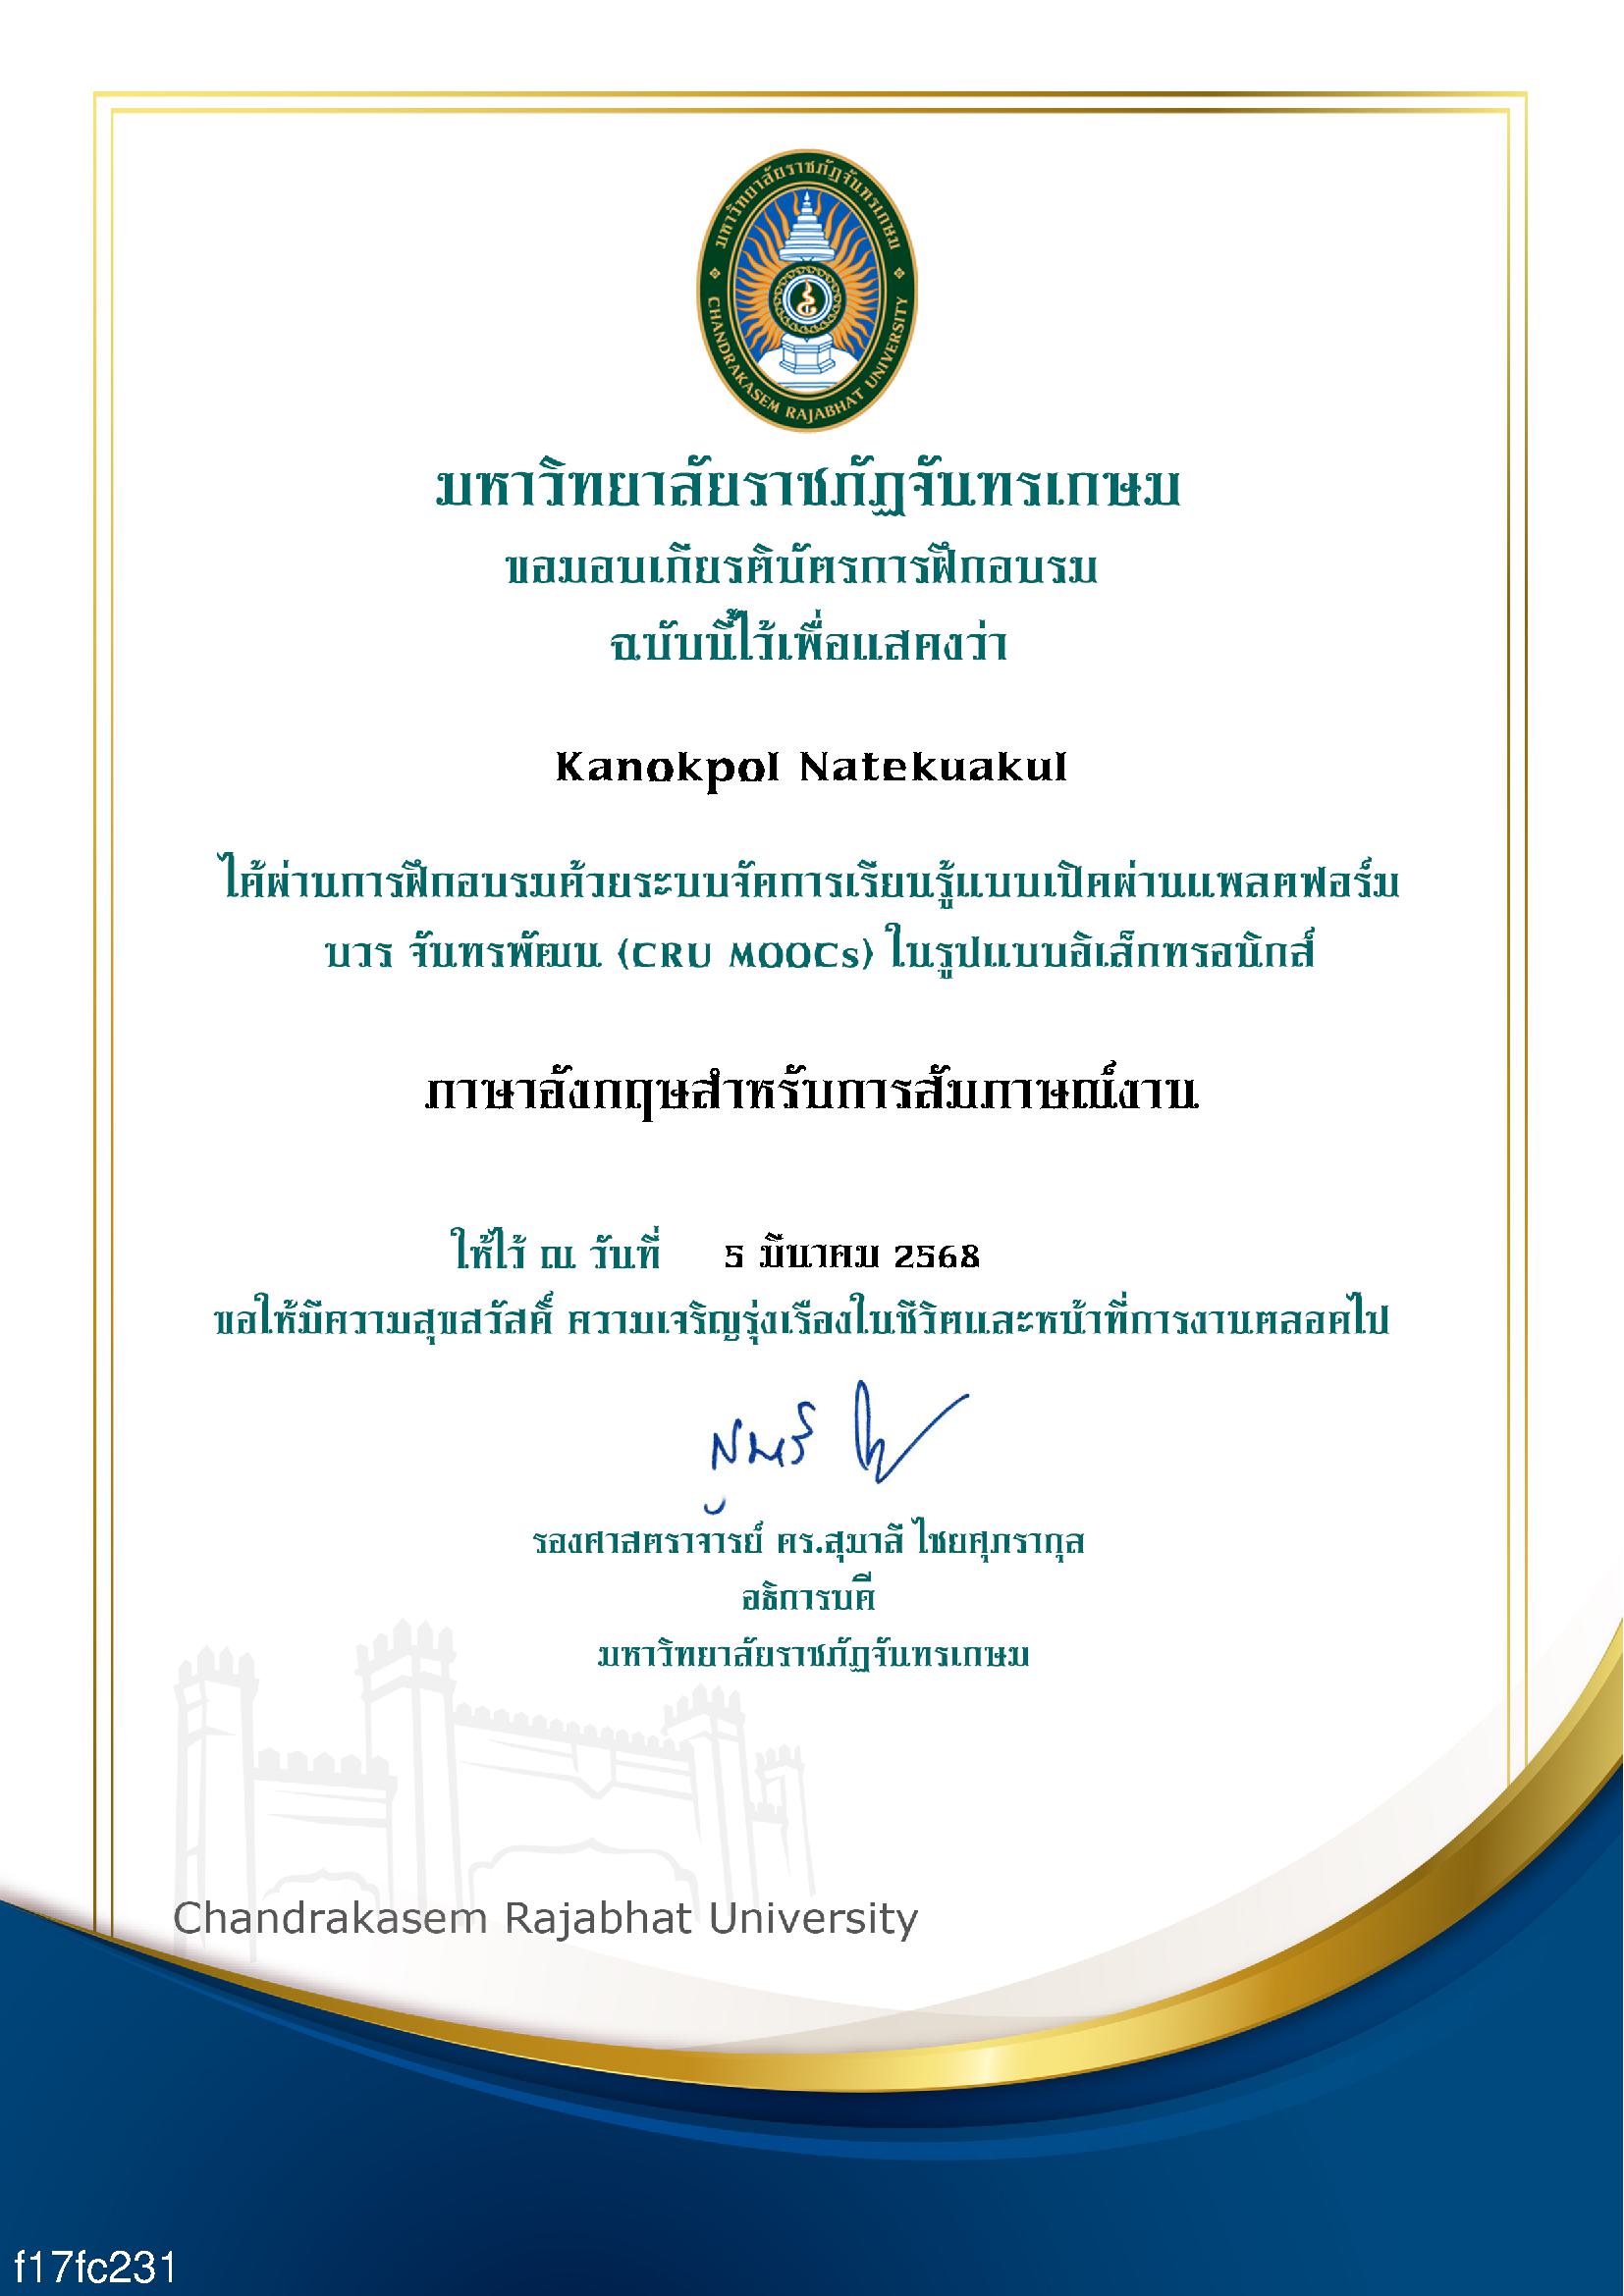 มหาวิทยาลัยราชภัฏจันทรเกษม
CHANDRAKASEM RAJABHAT UNIVERSITY
มหาวิทยาลัยราชภัฏจันทรเกษม
ขอมอบเกียรติบัตรการฝึกอบรม
ฉบับนี้ไว้เพื่อแสดงว่า
Kanokpol Natekuakul
ได้ผ่านการฝึกอบรมด้วยระบบจัดการเรียนรู้แบบเปิดผ่านแพลตฟอร์ม
บวร จันทรพัฒน (CRU MOOCs) ในรูปแบบอิเล็กทรอนิกส์
ภาษาอังกฤษสำหรับการสัมภาษณ์งาน
ให้ไว้ ณ วันที่ 5 มีนาคม 2568
ขอให้มีความสุขสวัสดิ์ ความเจริญรุ่งเรืองในชีวิตและหน้าที่การงานตลอดไป
รองศาสตราจารย์ ดร.สุมาลี ไชยศุภรากุล
อธิการบดี
มหาวิทยาลัยราชภัฏจันทรเกษม
Chandrakasem Rajabhat University
f17fc231